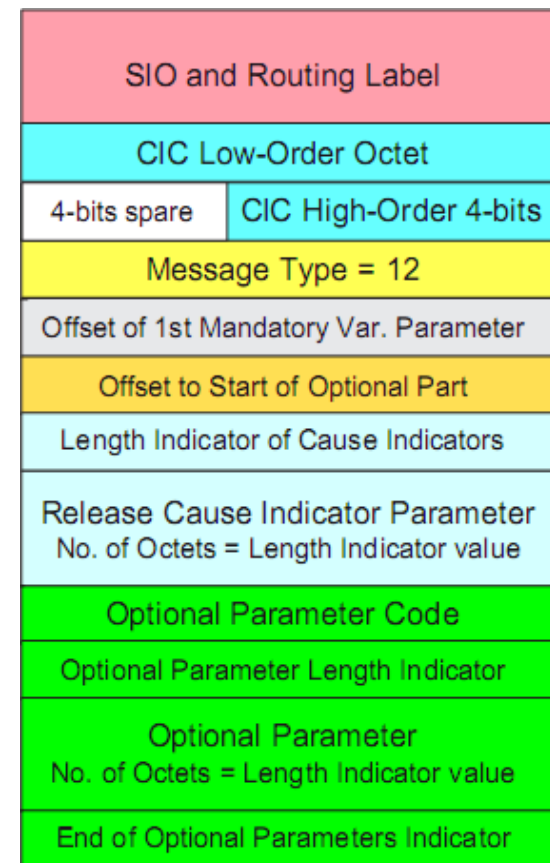 SIO and Routing Label
CIC Low-Order Octet
4-bits spare
CIC High-Order 4-bits
Message Type = 12
Offset of 1st Mandatory Var. Parameter
Offset to Start of Optional Part
Length Indicator of Cause Indicators
Release Cause Indicator Parameter
No. of Octets = Length Indicator value
Optional Parameter Code
Optional Parameter Length Indicator
Optional Parameter
No. of Octets = Length Indicator value
End of Optional Parameters Indicator